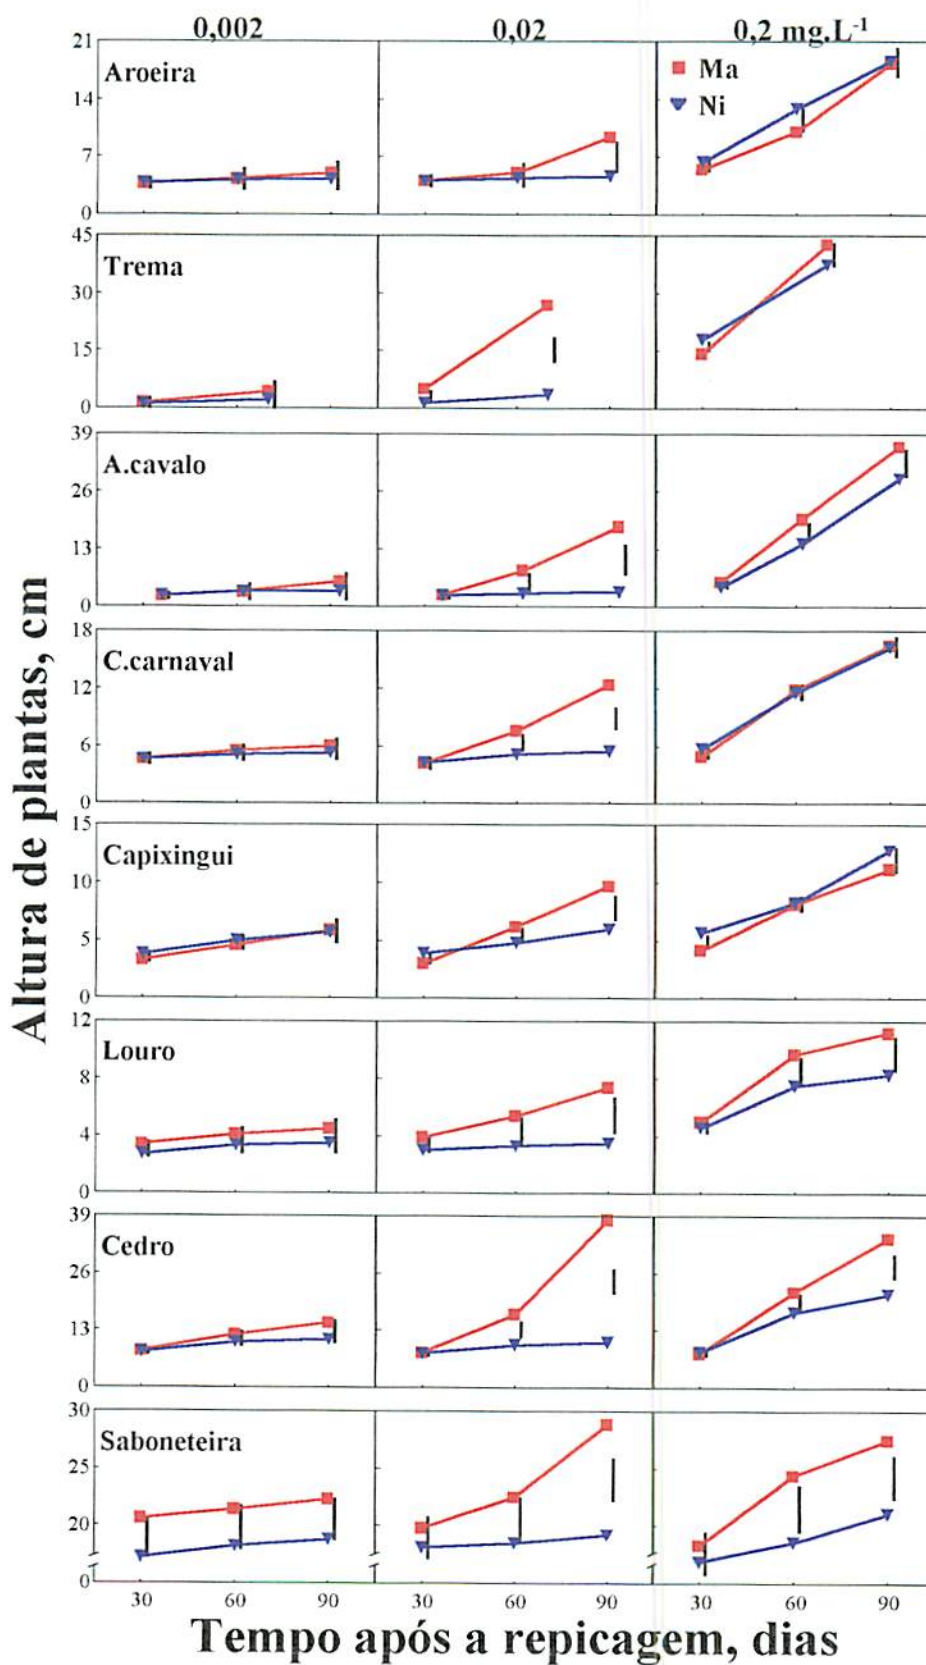 0,002 0,02 0,2 mg.L-1
21 Aroeira Ma
14 Ni
7
0
45
Trema
30
15
0
39
A.cavalo
26
13
0
18
C.carnaval
12
6
0
15
Capixingui
10
5
0
12
Louro
8
4
0
39
Cedro
26
13
0
30
Saboneteira
25
20
0
30 60 90 30 60 90 30 60 90
Altura de plantas, cm
Tempo após a repicagem, dias